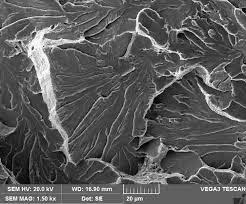 SEM HV: 20.0 kV WD: 16.90 mm VEGA3 TESCAN
SEM MAG: 1.50 kx Det: SE 20 µm